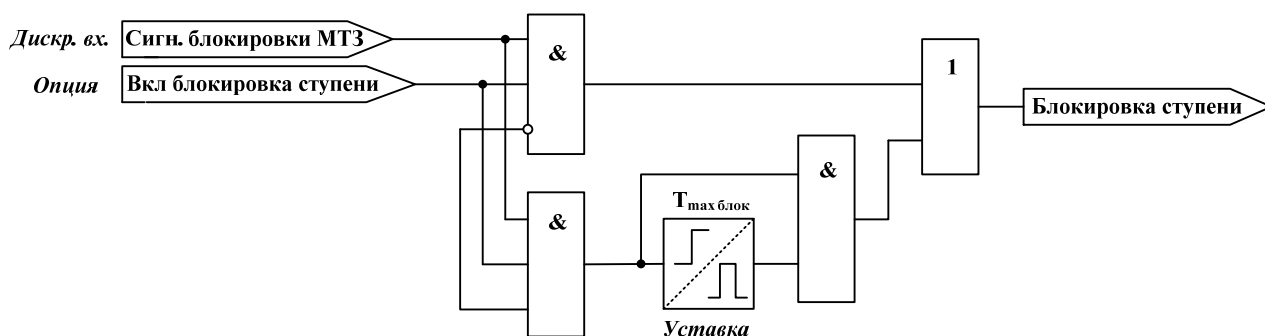 Дискр. вх.
Сигн. блокировки МТЗ
&
1
Опция
Вкл блокировка ступени
Блокировка ступени
&
&
Tmax блок
Уставка